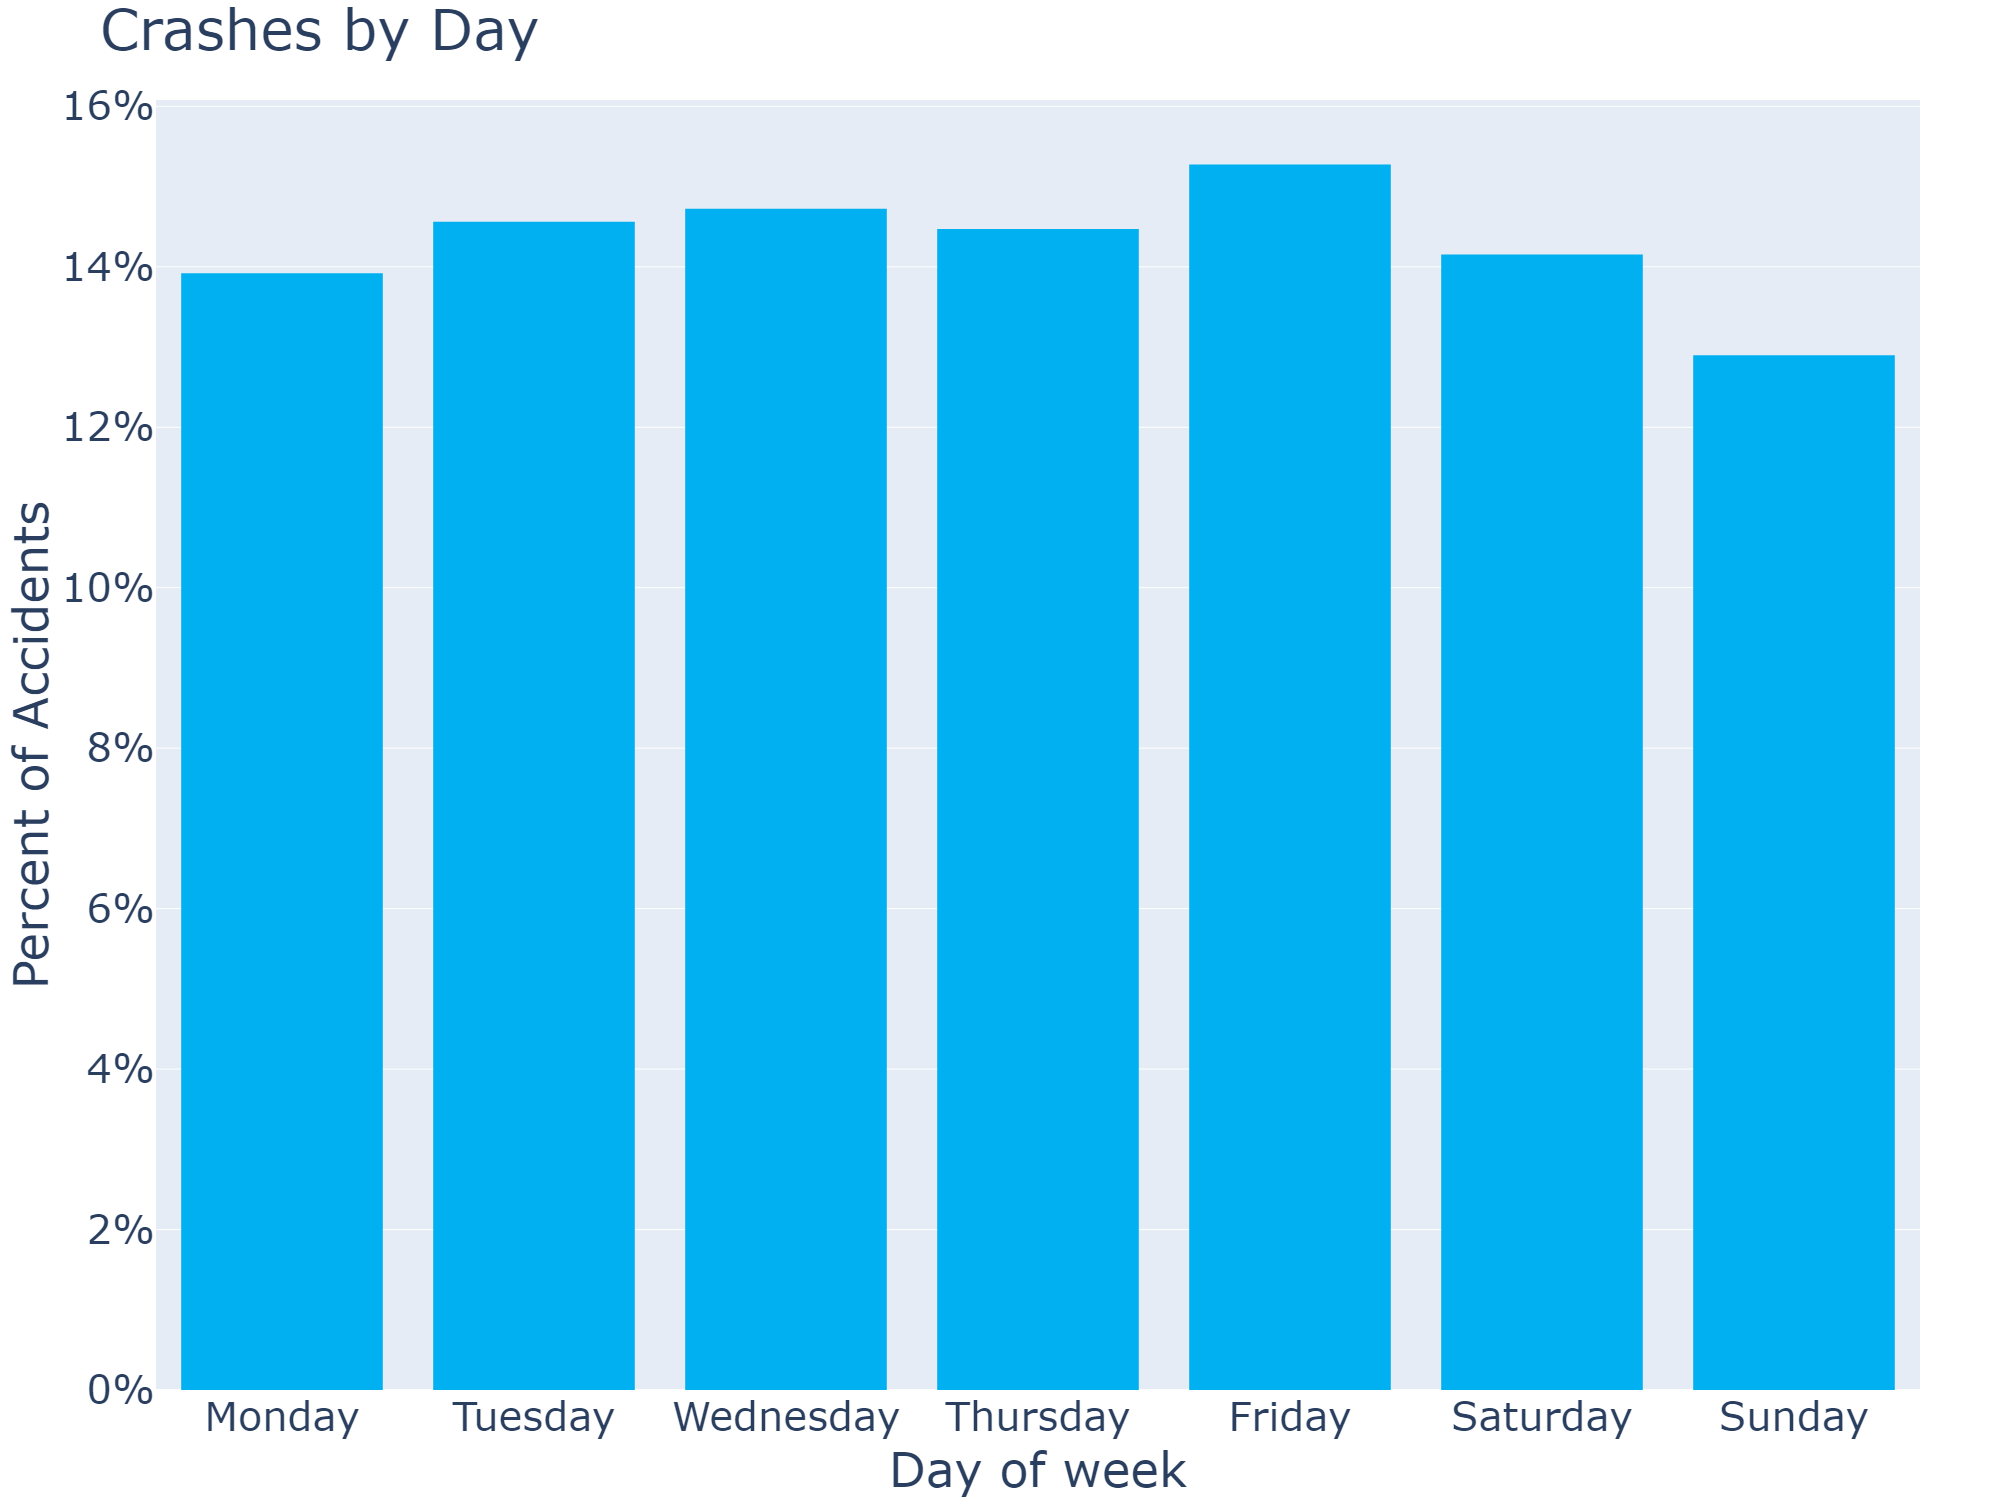 Crashes by Day
16%
14%
12%
10%
8%
6%
4%
2%
0%
Percent of Accidents
Monday Tuesday Wednesday Thursday Friday Saturday Sunday
Day of week